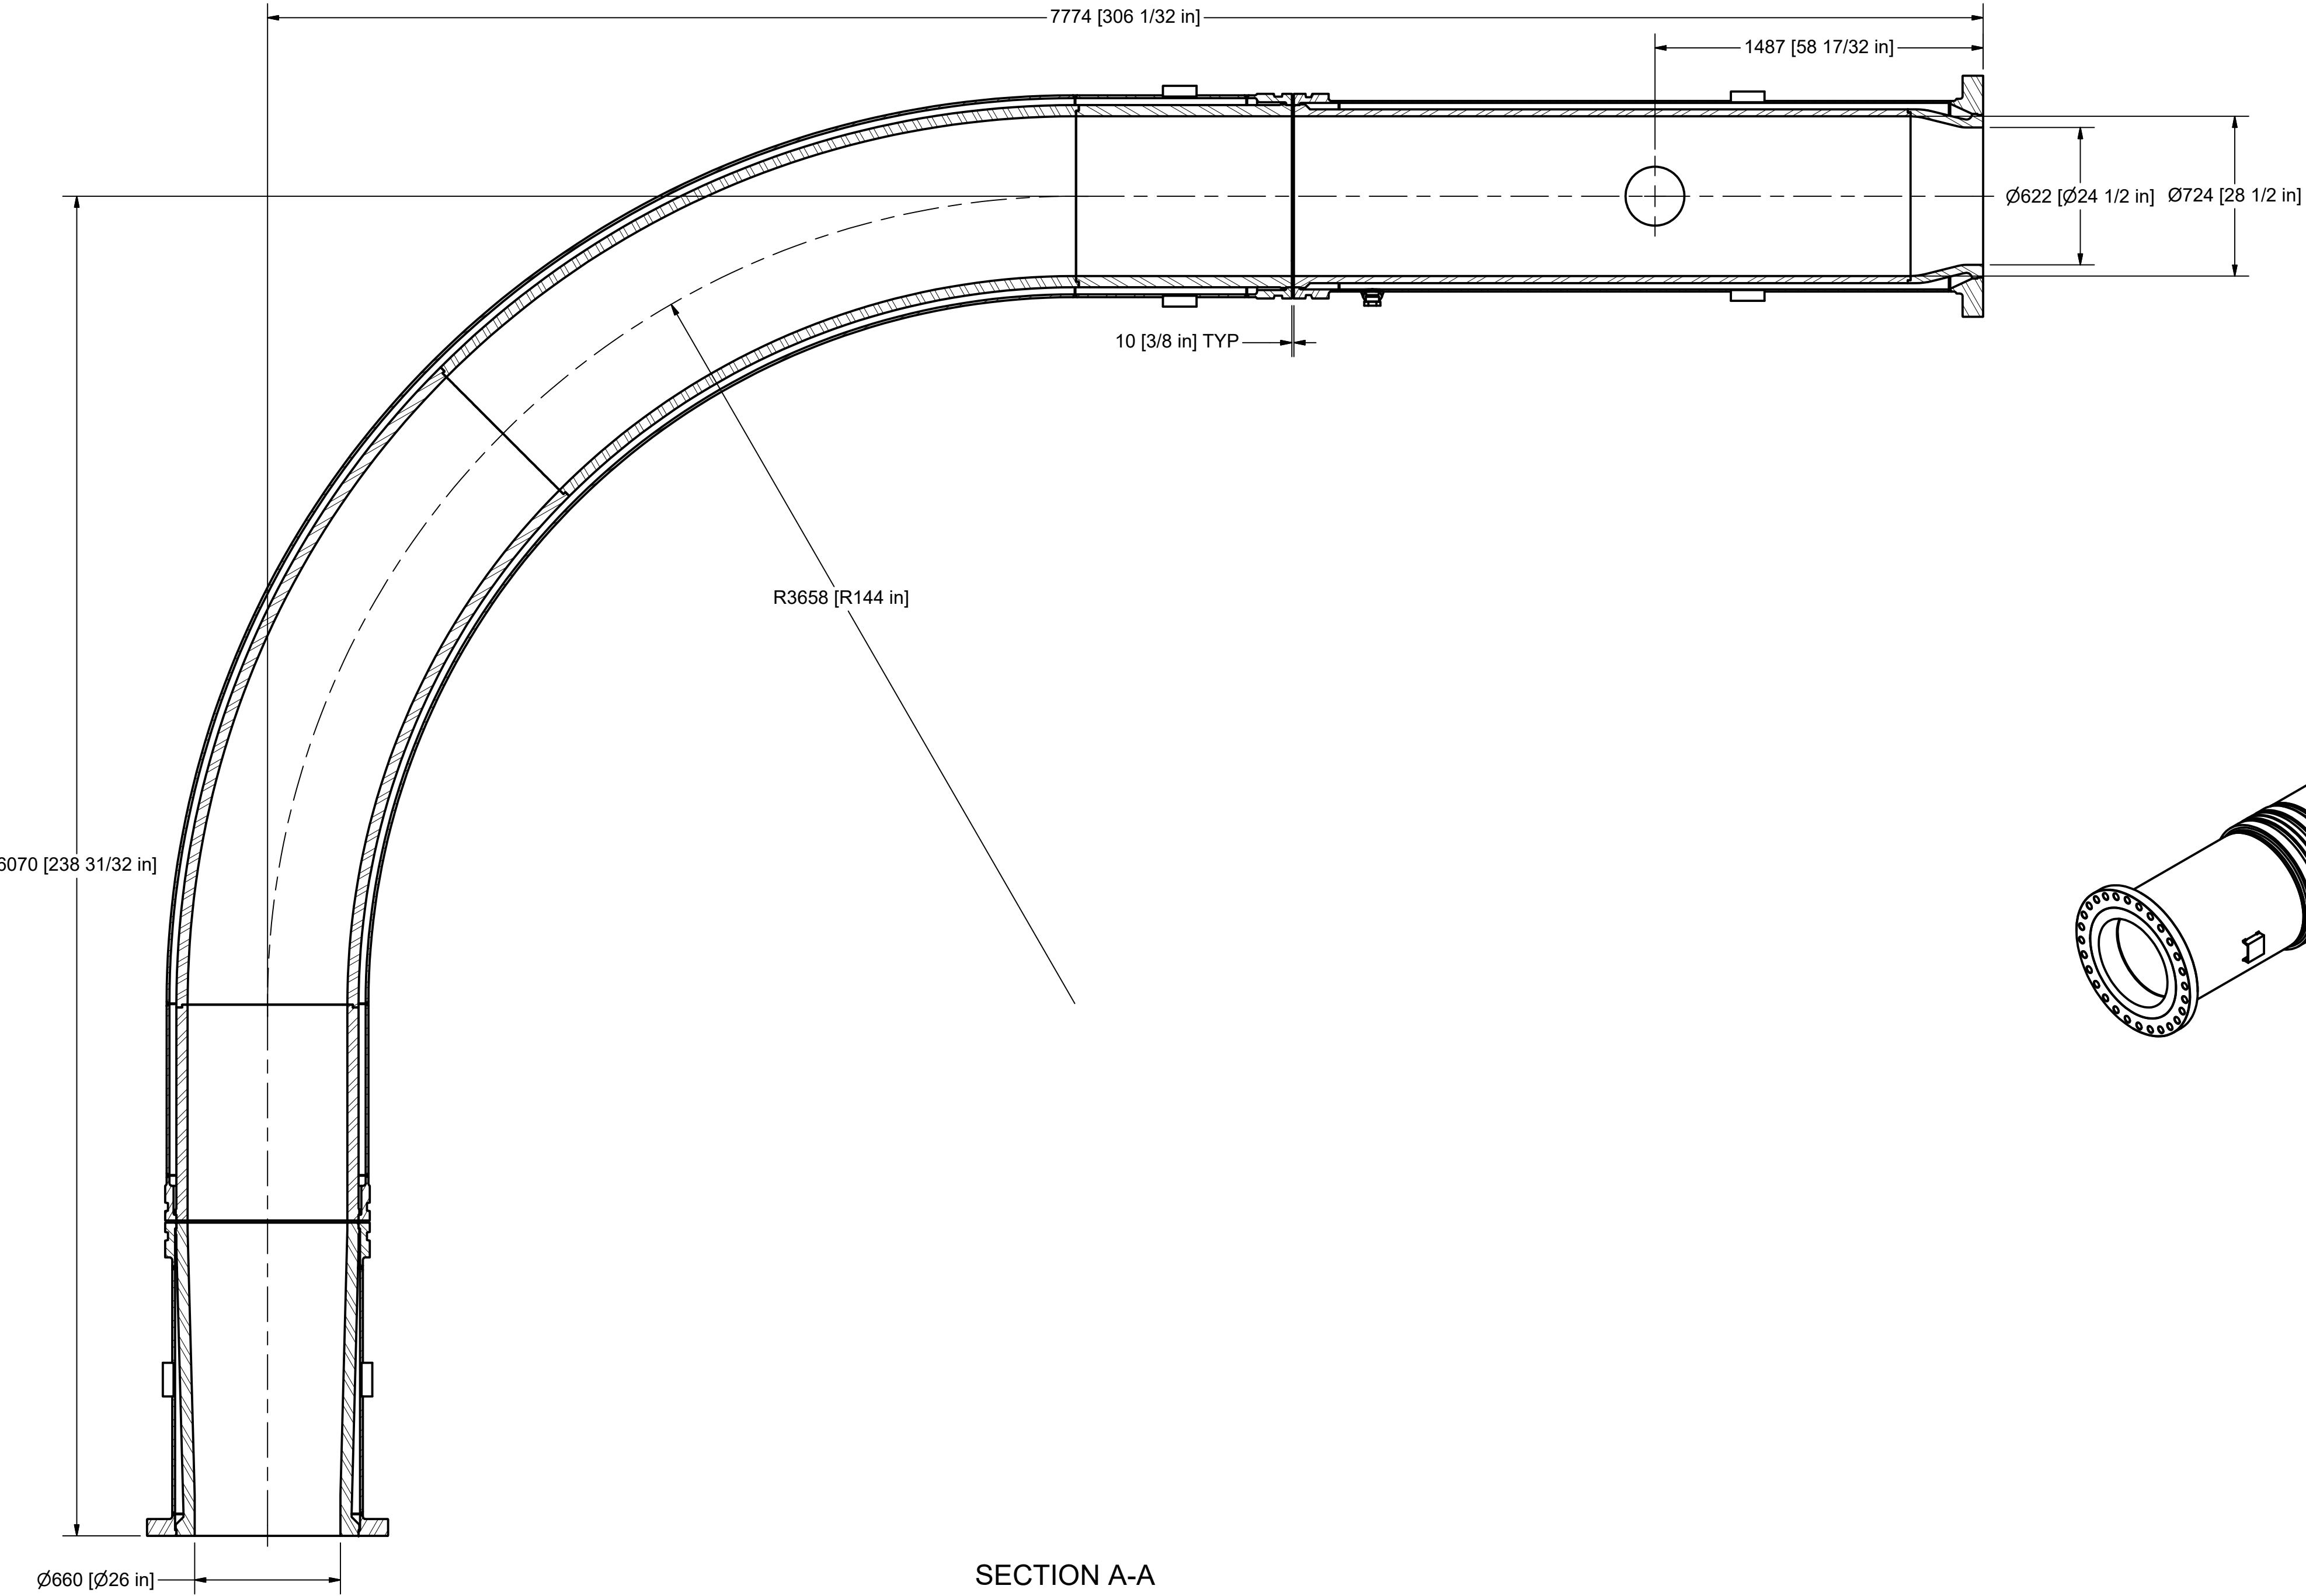 7774 [306 1/32 in]
1487 [58 17/32 in]
Ø622 [Ø24 1/2 in]
Ø724 [28 1/2 in]
10 [3/8 in] TYP
R3658 [R144 in]
6070 [238 31/32 in]
Ø660 [Ø26 in]
SECTION A-A